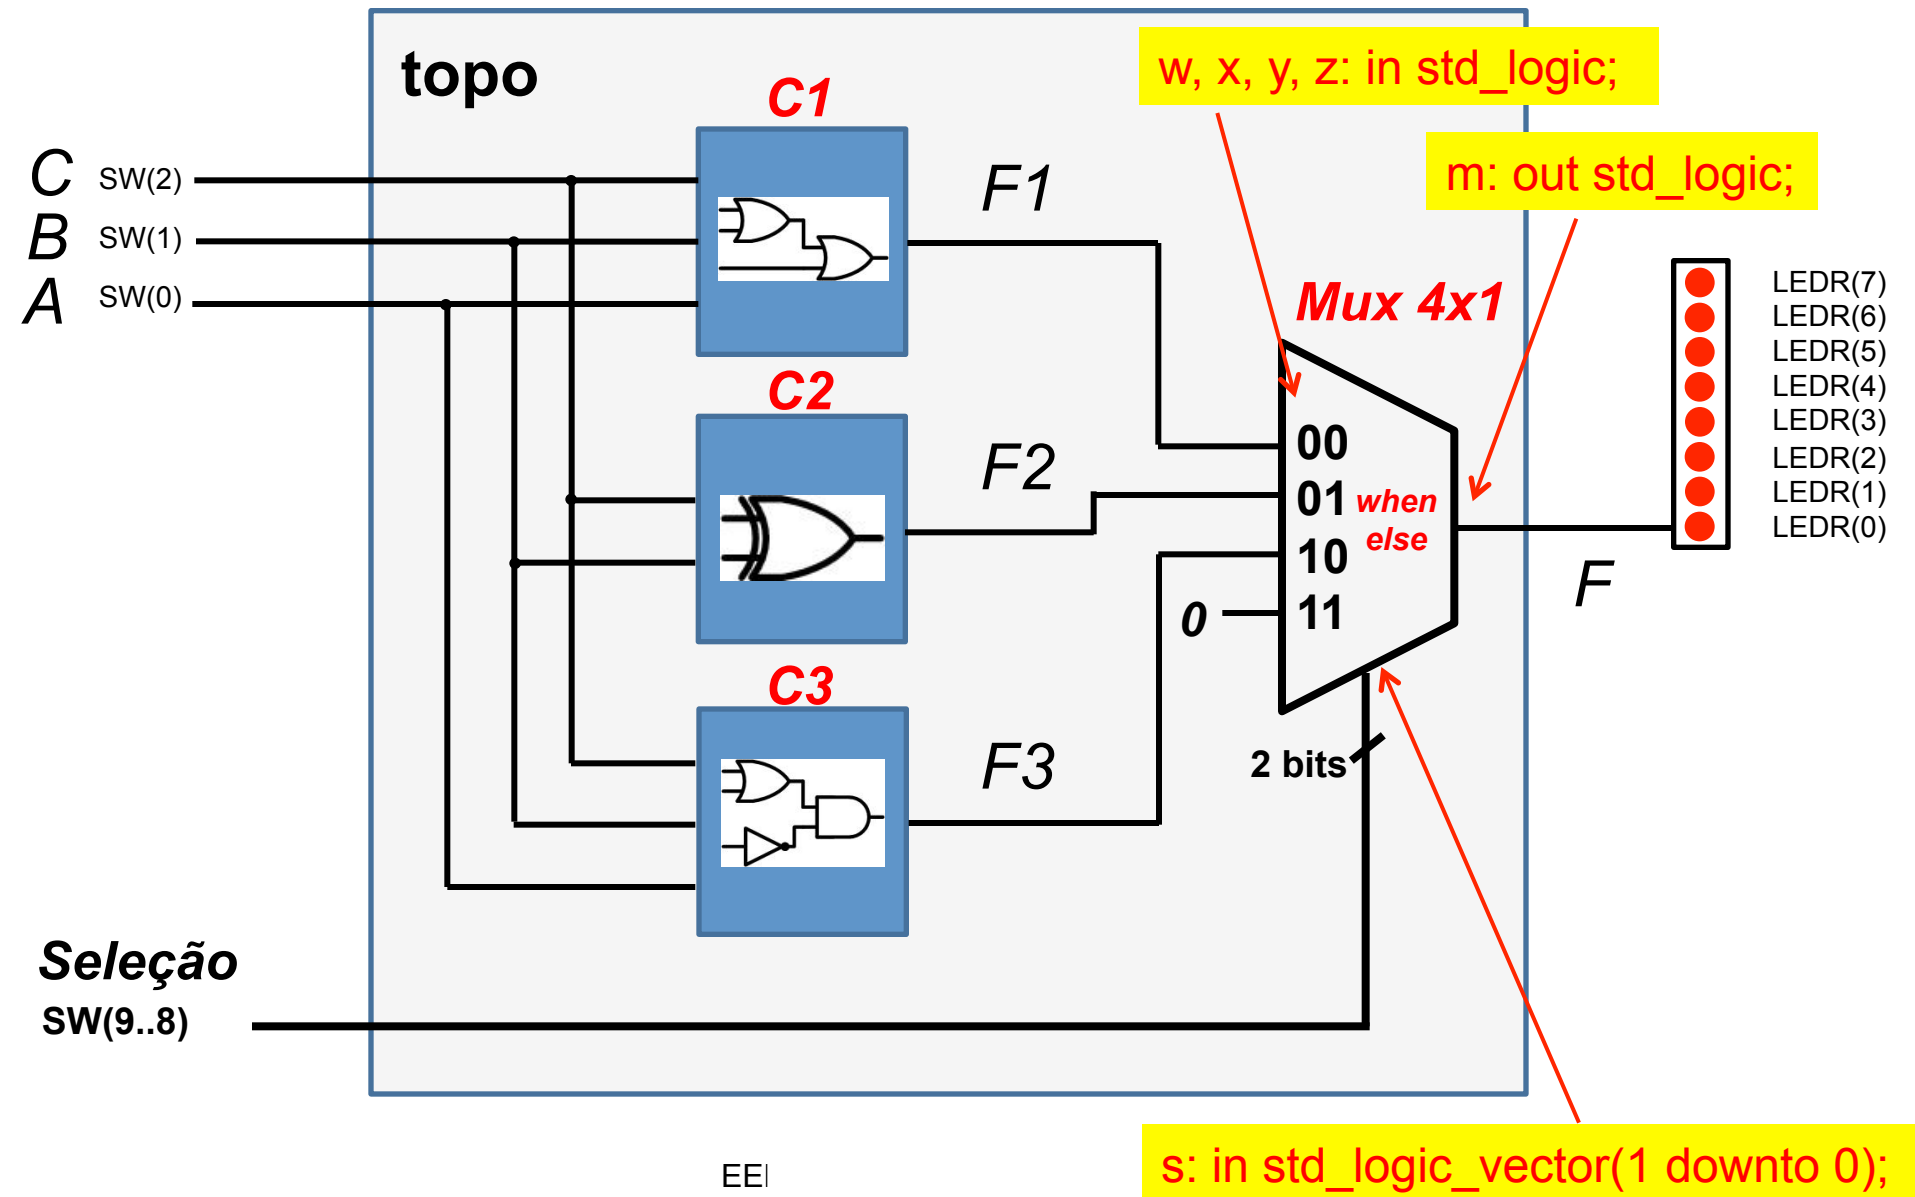 topo
w, x, y, z: in std_logic;
m: out std_logic;
C1
C SW(2)
B SW(1)
A SW(0)
F1
Mux 4x1
LEDR(7)
LEDR(6)
LEDR(5)
LEDR(4)
LEDR(3)
LEDR(2)
LEDR(1)
LEDR(0)
C2
F2
00
01 when
else
10
0 11
F
C3
F3
2 bits
Seleção
SW(9..8)
s: in std_logic_vector(1 downto 0);